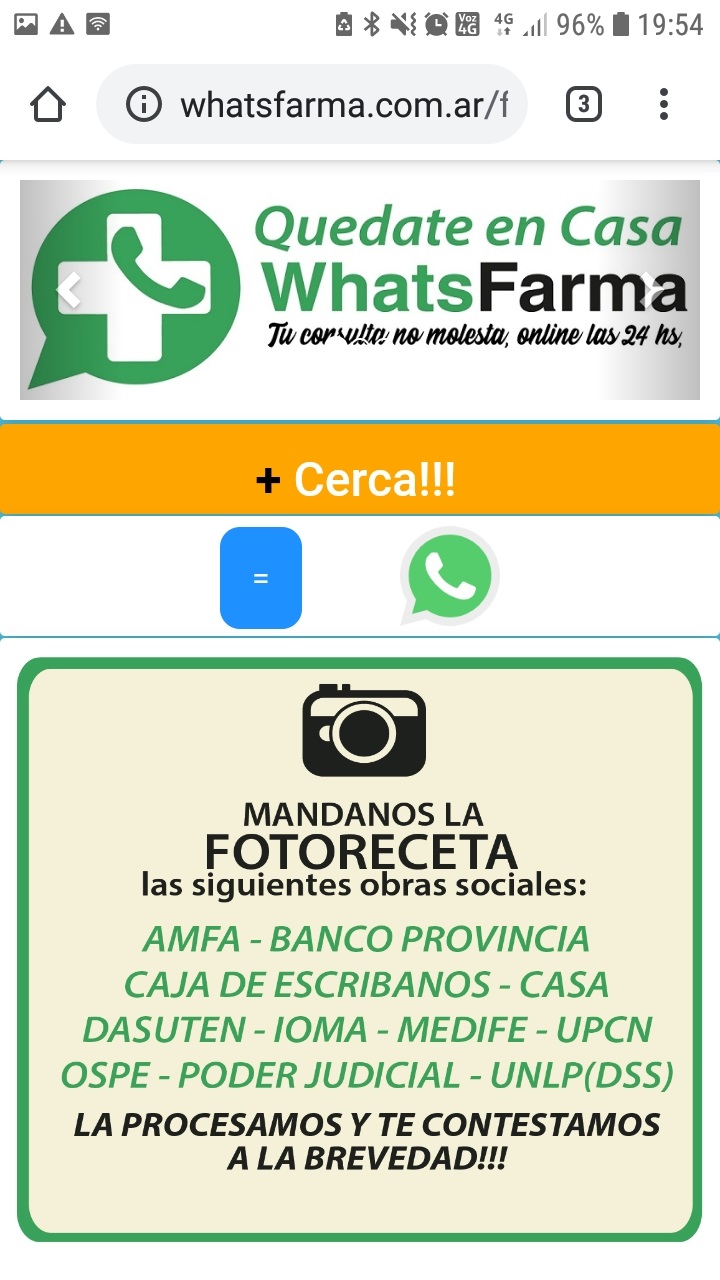 Voz 4G 4G 96% 19:54
whatsfarma.com.ar/f 3
Quedate en Casa
WhatsFarma
Tu consulta no molesta, online las 24 hs,
+ Cerca!!!
=
MANDANOS LA
FOTORECETA
las siguientes obras sociales:
AMFA - BANCO PROVINCIA
CAJA DE ESCRIBANOS - CASA
DASUTEN - IOMA - MEDIFE - UPCN
OSPE - PODER JUDICIAL - UNLP(DSS)
LA PROCESAMOS Y TE CONTESTAMOS
A LA BREVEDAD!!!